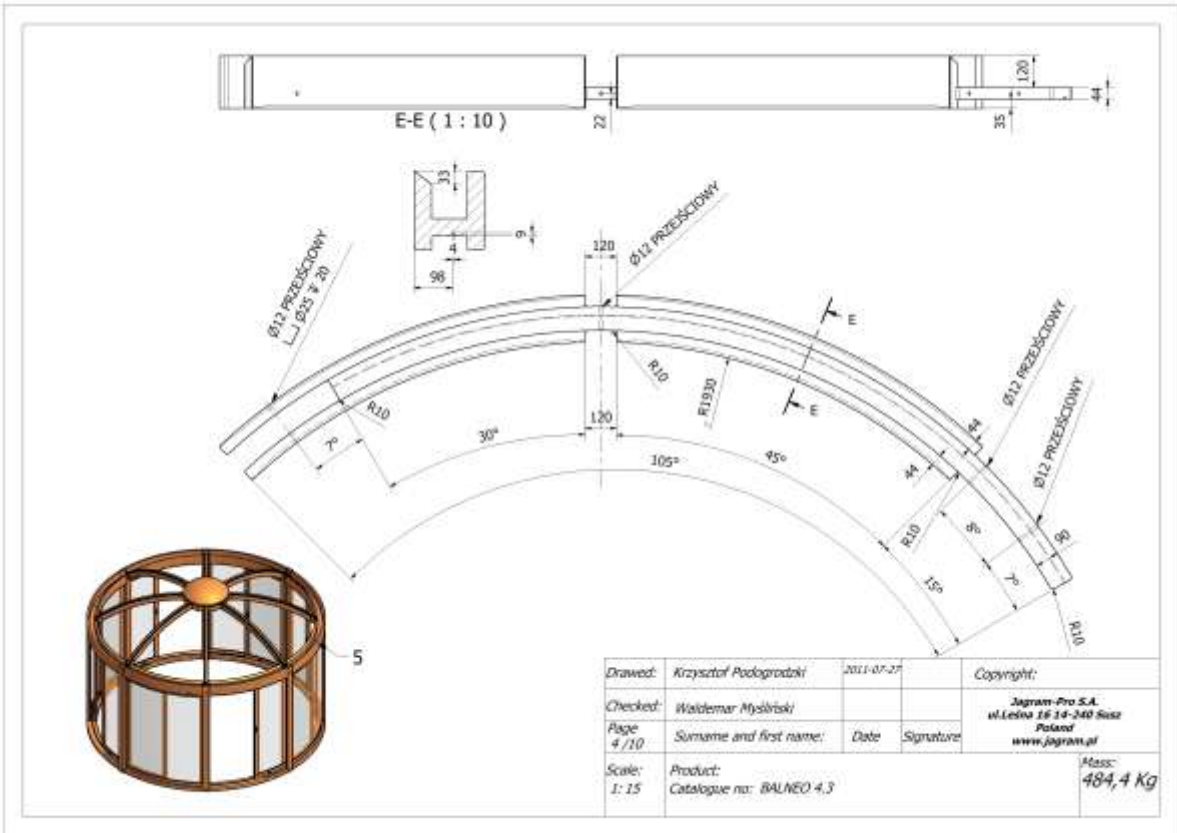 120
44
35
22
E-E ( 1 : 10 )
33
9
4
98
120
Ø12 PRZEJŚCIOWY
Ø12 PRZEJŚCIOWY
⌴ Ø25 ↧ 20
E
E
Ø12 PRZEJŚCIOWY
Ø12 PRZEJŚCIOWY
R10
R10
R1930
120
44
44
7°
30°
45°
105°
R10
8°
90
7°
15°
R10
5
Drawed: Krzysztof Podogrodzki 2011-07-27 Copyright:
Checked: Waldemar Myśliński
Jagram-Pro S.A.
ul.Leśna 16 14-240 Susz
Poland
www.jagram.pl
Page
4 /10
Surname and first name: Date Signature
Scale:
1: 15
Product:
Catalogue no: BALNEO 4.3
Mass:
484,4 Kg